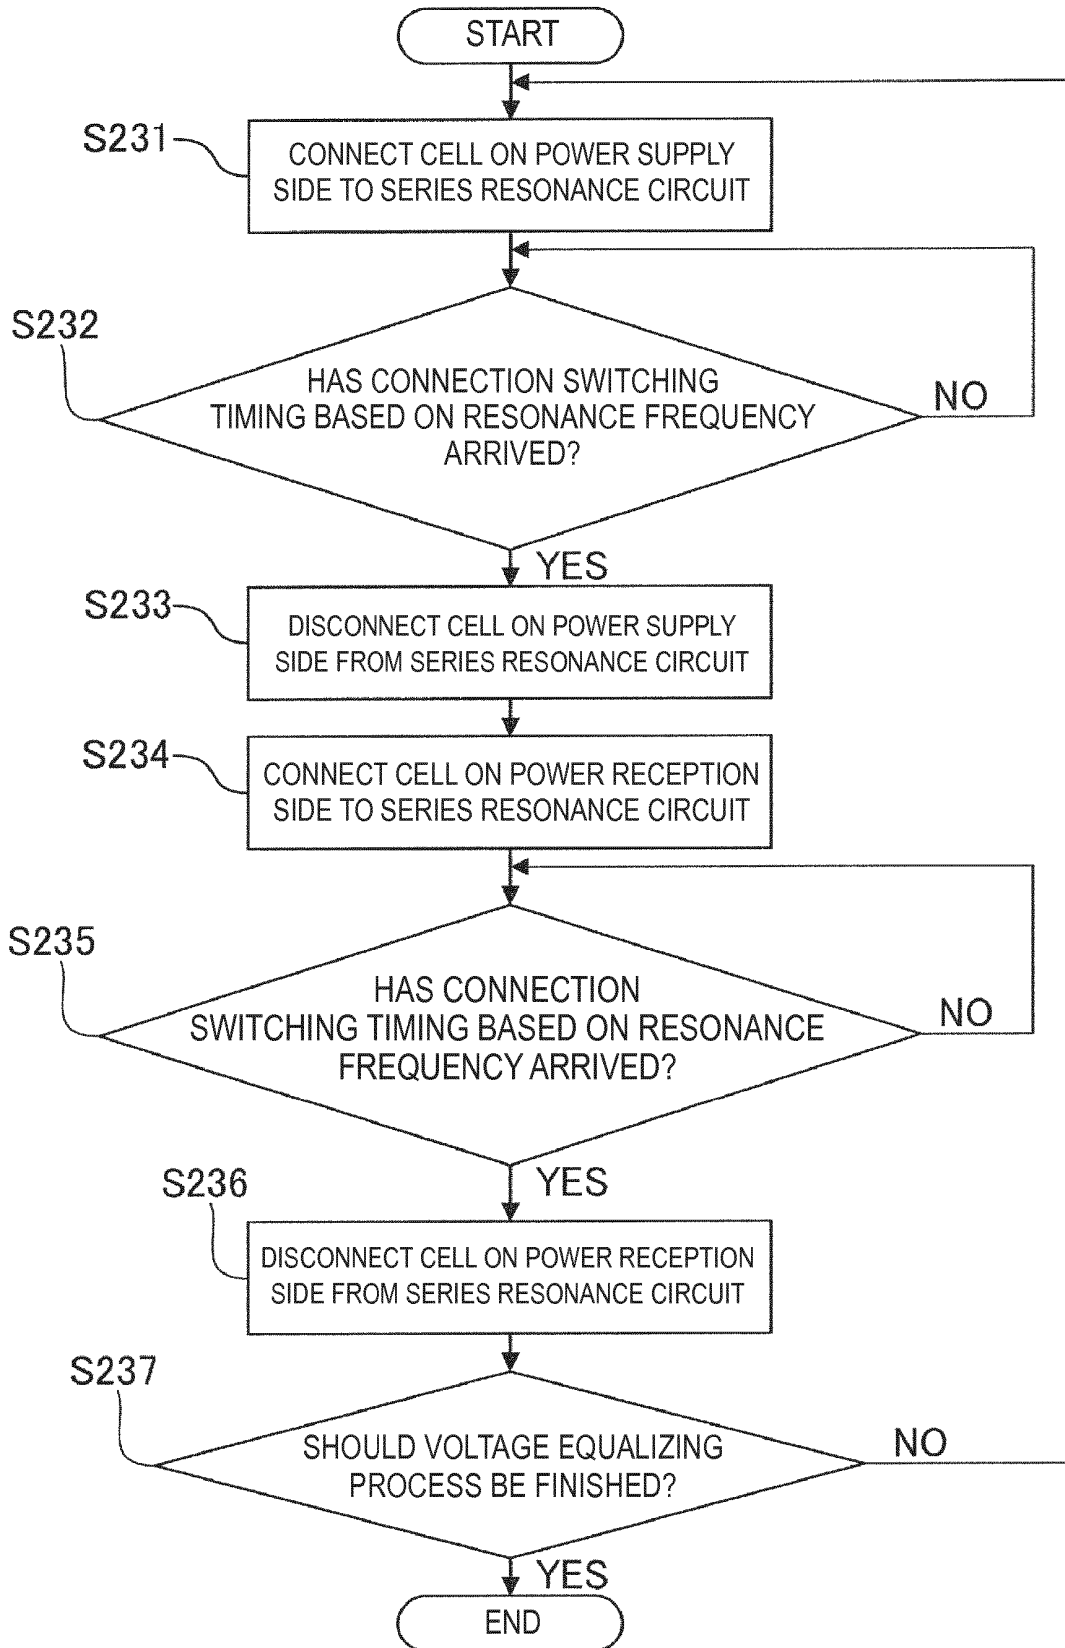 START
S231
CONNECT CELL ON POWER SUPPLY
SIDE TO SERIES RESONANCE CIRCUIT
S232
HAS CONNECTION SWITCHING
TIMING BASED ON RESONANCE FREQUENCY
ARRIVED?
NO
YES
S233
DISCONNECT CELL ON POWER SUPPLY
SIDE FROM SERIES RESONANCE CIRCUIT
S234
CONNECT CELL ON POWER RECEPTION
SIDE TO SERIES RESONANCE CIRCUIT
S235
HAS CONNECTION
SWITCHING TIMING BASED ON RESONANCE
FREQUENCY ARRIVED?
NO
YES
S236
DISCONNECT CELL ON POWER RECEPTION
SIDE FROM SERIES RESONANCE CIRCUIT
S237
SHOULD VOLTAGE EQUALIZING
PROCESS BE FINISHED?
NO
YES
END